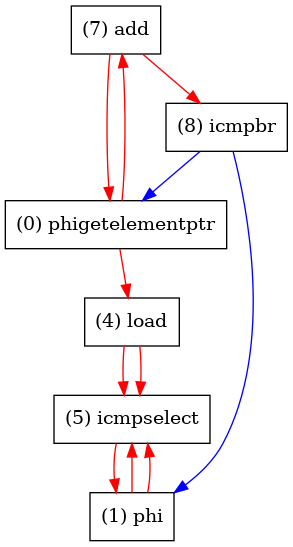 (7) add
(8) icmpbr
(0) phigetelementptr
(4) load
(5) icmpselect
(1) phi